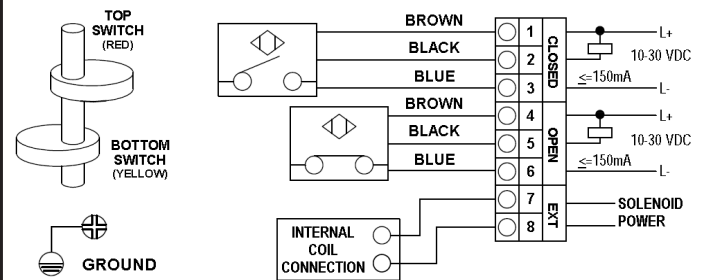 TOP
SWITCH
(RED)
BOTTOM
SWITCH
(YELLOW)
GROUND
BROWN
BLACK
BLUE
BROWN
BLACK
BLUE
INTERNAL
COIL
CONNECTION
1
2
3
4
5
6
7
8
CLOSED
OPEN
EXT
L+
10-30 VDC
<=150mA
L-
L+
10-30 VDC
<=150mA
L-
SOLENOID
POWER